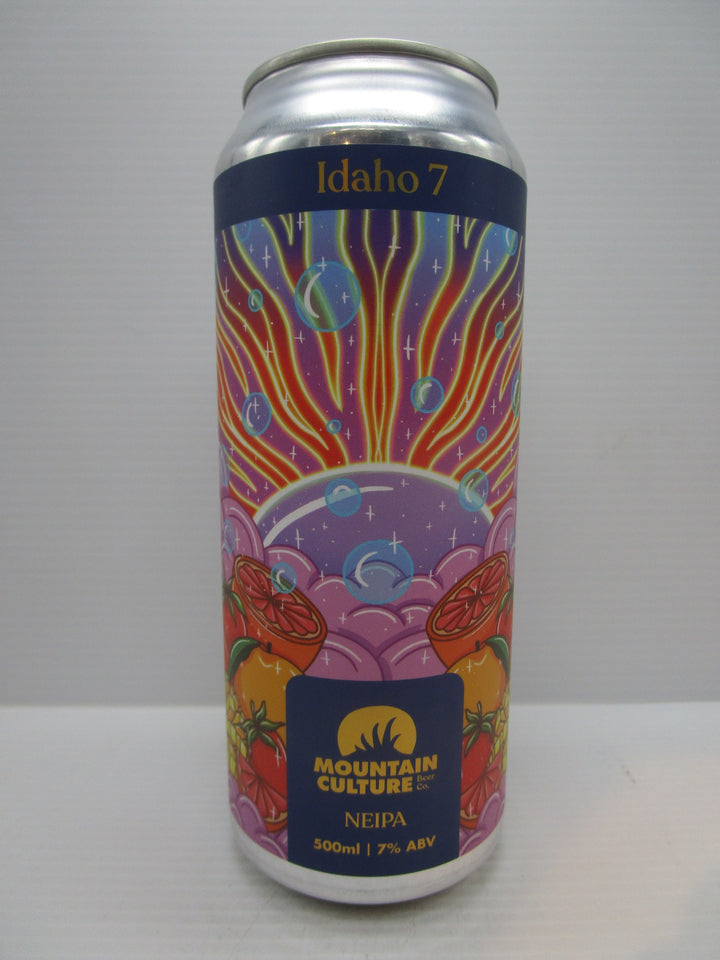 Idaho 7
MOUNTAIN
CULTURE Beer Co.
NEIPA
500ml | 7% ABV